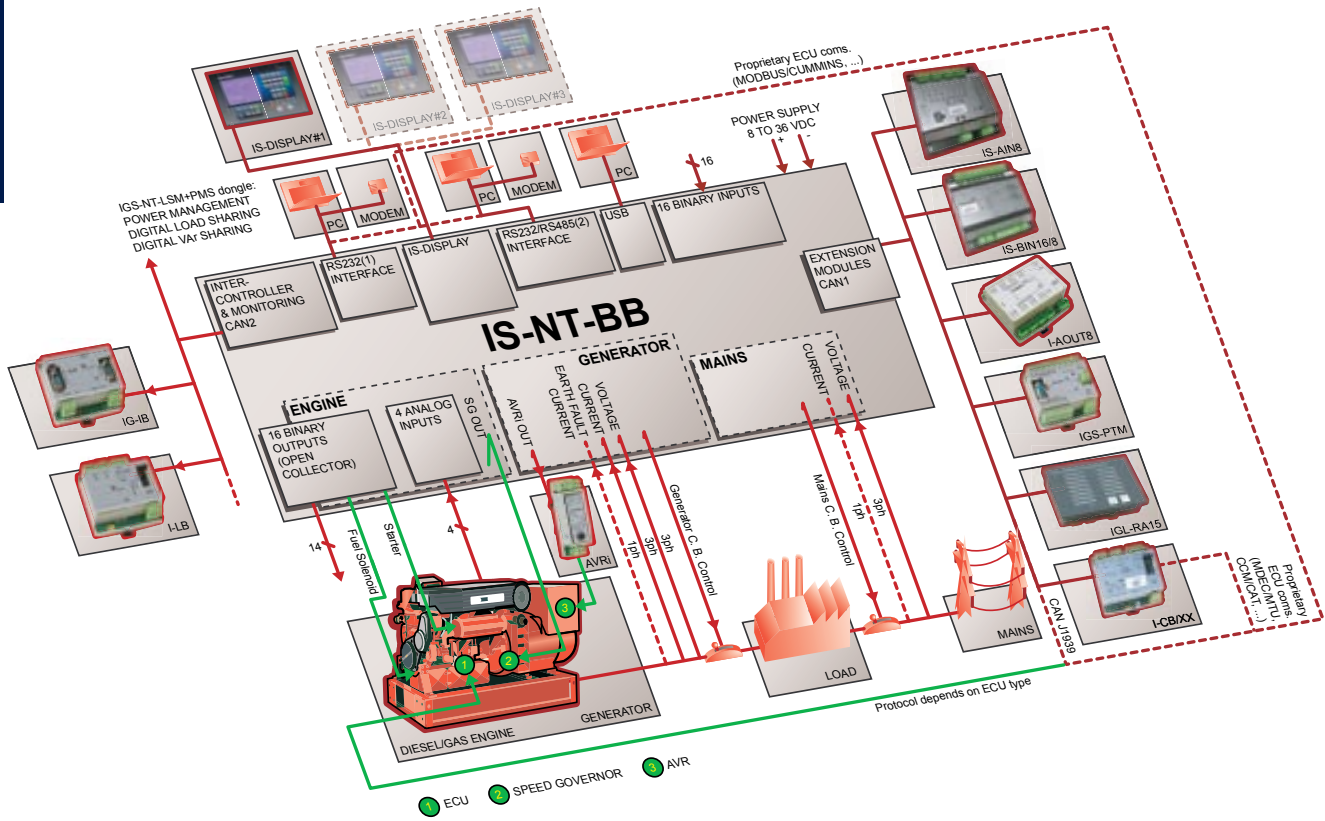 Proprietary ECU coms.
(MODBUS/CUMMINS, ...)
IS-DISPLAY#1
IS-DISPLAY#2
IS-DISPLAY#3
POWER SUPPLY
8 TO 36 VDC
+
-
16
PC
MODEM
PC
MODEM
PC
IGS-NT-LSM+PMS dongle:
POWER MANAGEMENT
DIGITAL LOAD SHARING
DIGITAL VAr SHARING
INTER-
CONTROLLER
& MONITORING
CAN2
RS232(1)
INTERFACE
IS-DISPLAY
RS232/RS485(2)
INTERFACE
USB
16 BINARY INPUTS
EXTENSION
MODULES
CAN1
IS-NT-BB
IS-AIN8
IS-BIN16/8
I-AOUT8
IGS-PTM
IGL-RA15
I-CB/XX
IG-IB
I-LB
ENGINE
16 BINARY
OUTPUTS
(OPEN
COLLECTOR)
4 ANALOG
INPUTS
SG OUT
GENERATOR
AVRi OUT
EARTH FAULT
CURRENT
CURRENT
VOLTAGE
MAINS
CURRENT
VOLTAGE
14
Fuel Solenoid
Starter
4
AVRi
1ph
3ph
3ph
Generator C. B. Control
Mains C. B. Control
1ph
3ph
LOAD
MAINS
CAN J1939
Proprietary
ECU coms.
(MDEC/MTU
CCM/CAT, ...)
1
2
3
DIESEL/GAS ENGINE
GENERATOR
Protocol depends on ECU type
1 ECU
2 SPEED GOVERNOR
3 AVR